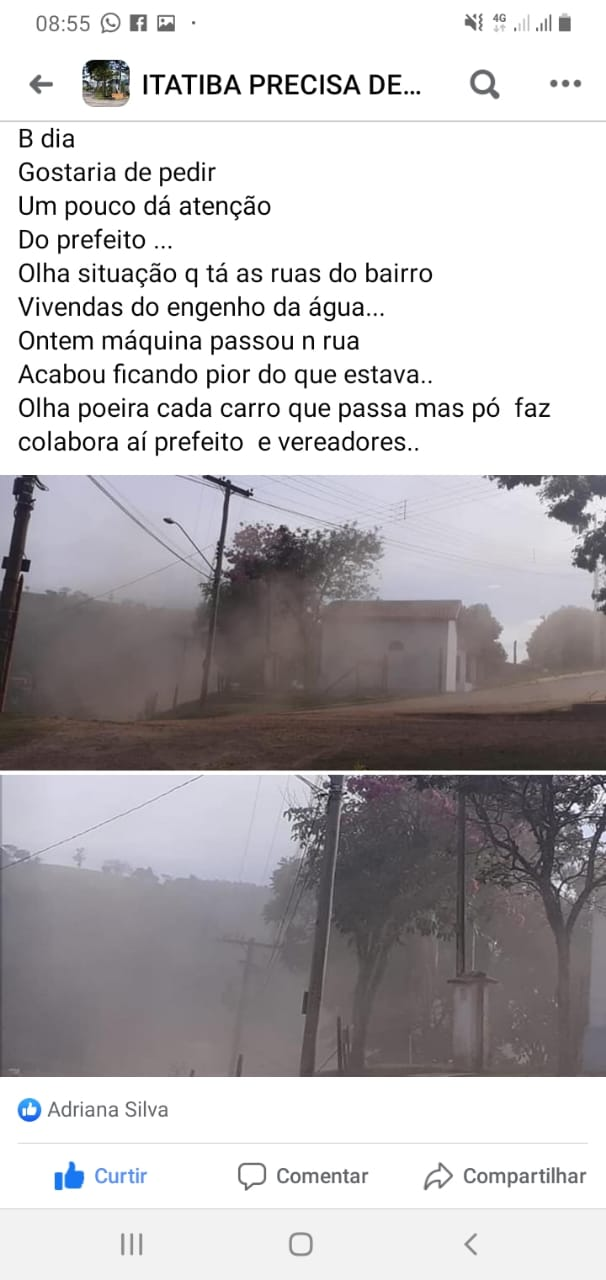 08:55
4G
ITATIBA PRECISA DE...
B dia
Gostaria de pedir
Um pouco dá atenção
Do prefeito ...
Olha situação q tá as ruas do bairro
Vivendas do engenho da água...
Ontem máquina passou n rua
Acabou ficando pior do que estava..
Olha poeira cada carro que passa mas pó  faz
colabora aí prefeito  e vereadores..
Adriana Silva
Curtir
Comentar
Compartilhar